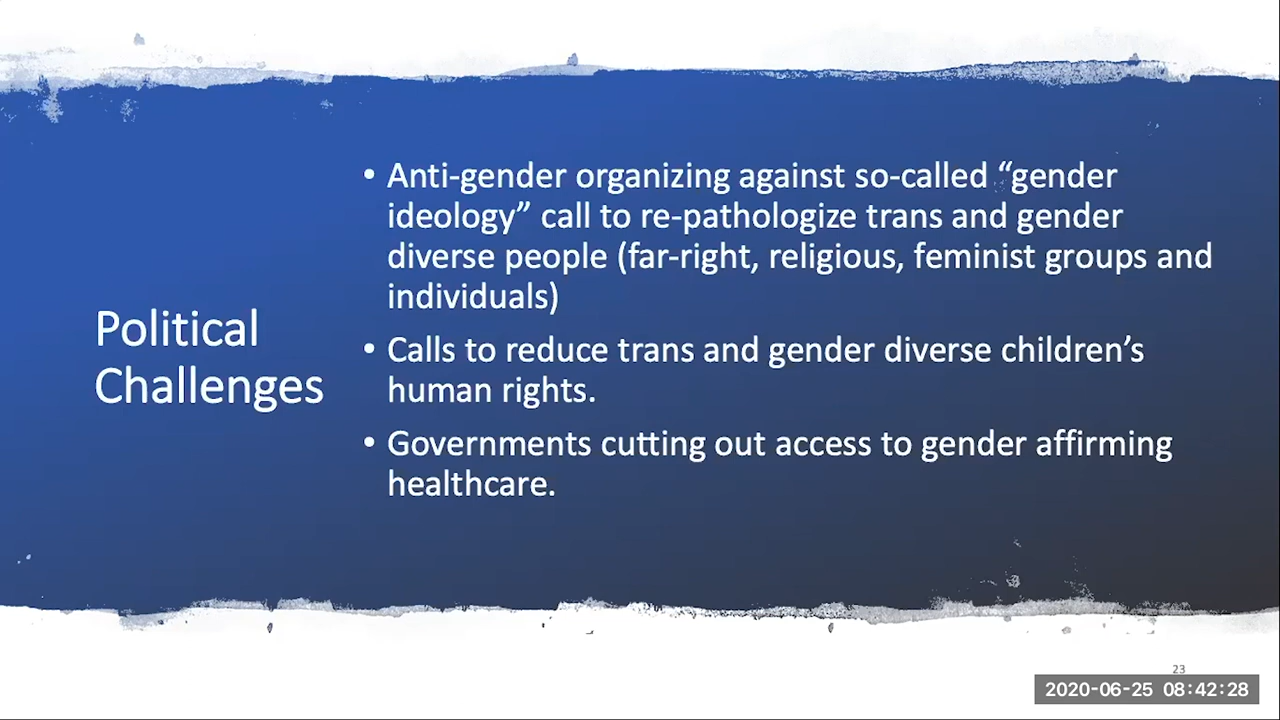 Political
Challenges
• Anti-gender organizing against so-called “gender
ideology” call to re-pathologize trans and gender
diverse people (far-right, religious, feminist groups and
individuals)
• Calls to reduce trans and gender diverse children’s
human rights.
• Governments cutting out access to gender affirming
healthcare.
23
2020-06-25 08:42:28